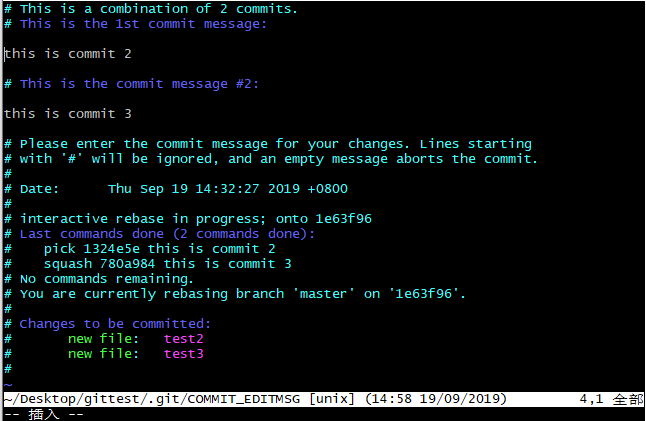 # This is a combination of 2 commits.
# This is the 1st commit message:
this is commit 2
# This is the commit message #2:
this is commit 3
# Please enter the commit message for your changes. Lines starting
# with '#' will be ignored, and an empty message aborts the commit.
#
# Date:      Thu Sep 19 14:32:27 2019 +0800
#
# interactive rebase in progress; onto 1e63f96
# Last commands done (2 commands done):
#    pick 1324e5e this is commit 2
#    squash 780a984 this is commit 3
# No commands remaining.
# You are currently rebasing branch 'master' on '1e63f96'.
#
# Changes to be committed:
#       new file:   test2
#       new file:   test3
#
~
~/Desktop/gittest/.git/COMMIT_EDITMSG [unix] (14:58 19/09/2019)         4,1 全部
-- 插入 --